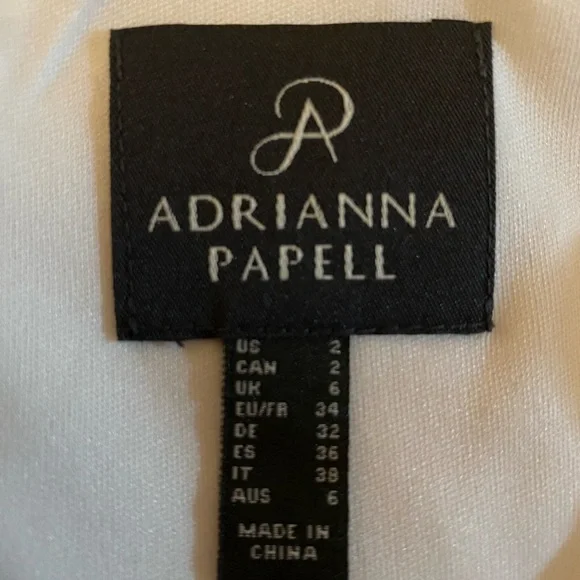 ADRIANNA
PAPELL
US 2
CAN 2
UK 6
EU/FR 34
DE 32
ES 36
IT 38
AUS 6
MADE IN
CHINA